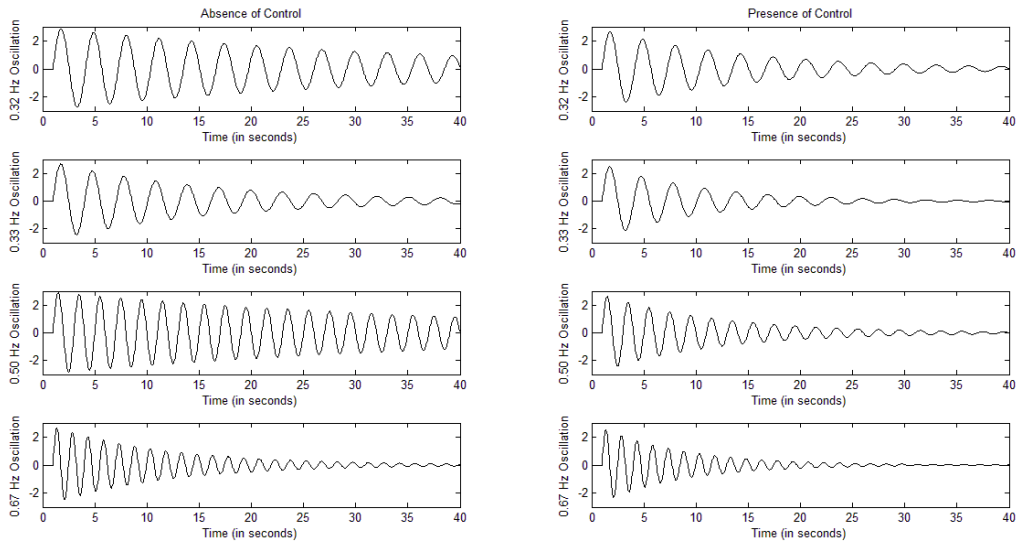 Absence of Control
0.32 Hz Oscillation
2
0
-2
0 5 10 15 20 25 30 35 40
Time (in seconds)
0.33 Hz Oscillation
2
0
-2
0 5 10 15 20 25 30 35 40
Time (in seconds)
0.50 Hz Oscillation
2
0
-2
0 5 10 15 20 25 30 35 40
Time (in seconds)
0.67 Hz Oscillation
2
0
-2
0 5 10 15 20 25 30 35 40
Time (in seconds)
Presence of Control
0.32 Hz Oscillation
2
0
-2
0 5 10 15 20 25 30 35 40
Time (in seconds)
0.33 Hz Oscillation
2
0
-2
0 5 10 15 20 25 30 35 40
Time (in seconds)
0.50 Hz Oscillation
2
0
-2
0 5 10 15 20 25 30 35 40
Time (in seconds)
0.67 Hz Oscillation
2
0
-2
0 5 10 15 20 25 30 35 40
Time (in seconds)